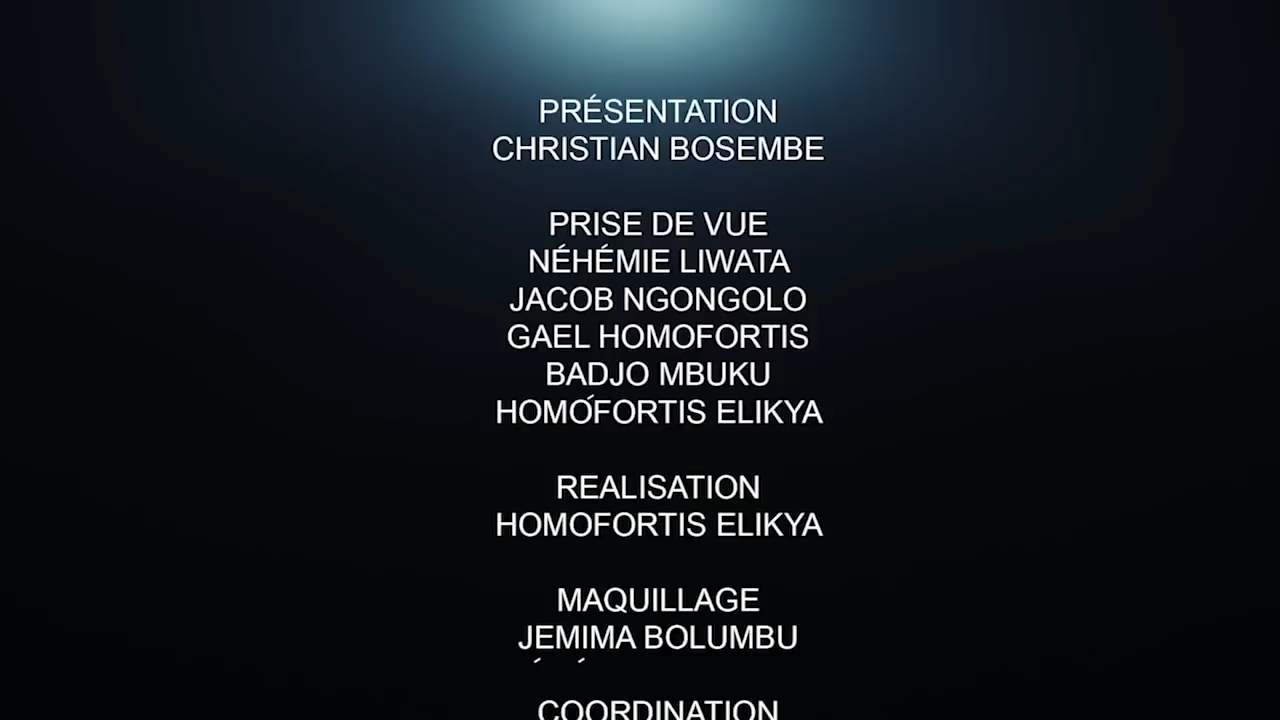 PRÉSENTATION
CHRISTIAN BOSEMBE
PRISE DE VUE
NÉHÉMIE LIWATA
JACOB NGONGOLO
GAEL HOMOFORTIS
BADJO MBUKU
HOMOFORTIS ELIKYA
REALISATION
HOMOFORTIS ELIKYA
MAQUILLAGE
JEMIMA BOLUMBU
COORDINATION